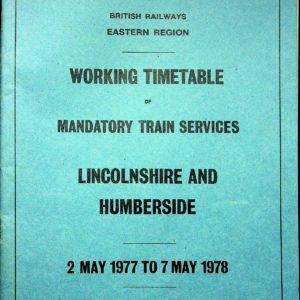 BRITISH RAILWAYS
EASTERN REGION
WORKING TIMETABLE
OF
MANDATORY TRAIN SERVICES
LINCOLNSHIRE AND
HUMBERSIDE
2 MAY 1977 TO 7 MAY 1978